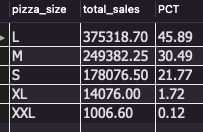 pizza_size total_sales PCT
L 375318.70 45.89
M 249382.25 30.49
S 178076.50 21.77
XL 14076.00 1.72
XXL 1006.60 0.12